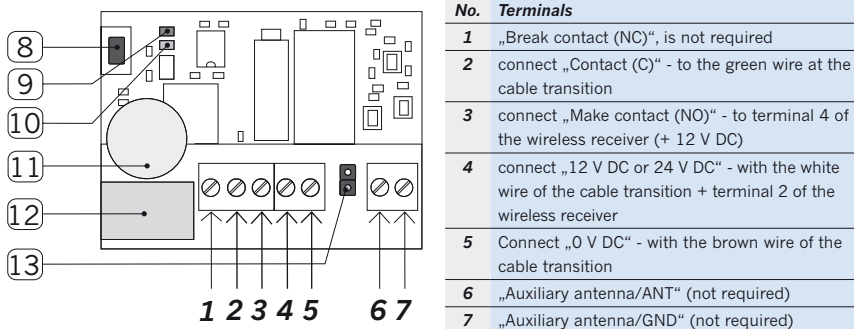 8
9
10
11
12
13
1 2 3 4 5 6 7
No. Terminals
1 „Break contact (NC)“, is not required
2 connect „Contact (C)“ - to the green wire at the
cable transition
3 connect „Make contact (NO)“ - to terminal 4 of
the wireless receiver (+ 12 V DC)
4 connect „12 V DC or 24 V DC“ - with the white
wire of the cable transition + terminal 2 of the
wireless receiver
5 Connect „0 V DC“ - with the brown wire of the
cable transition
6 „Auxiliary antenna/ANT“ (not required)
7 „Auxiliary antenna/GND“ (not required)